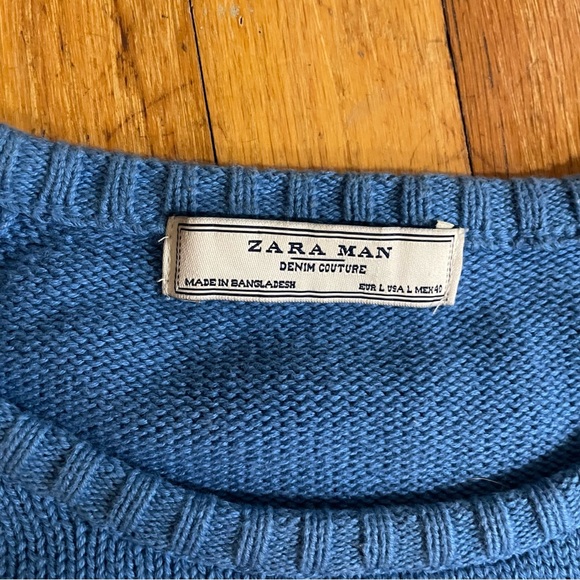 ZARA MAN
DENIM COUTURE
MADE IN BANGLADESH EUR L USA L MEX 40